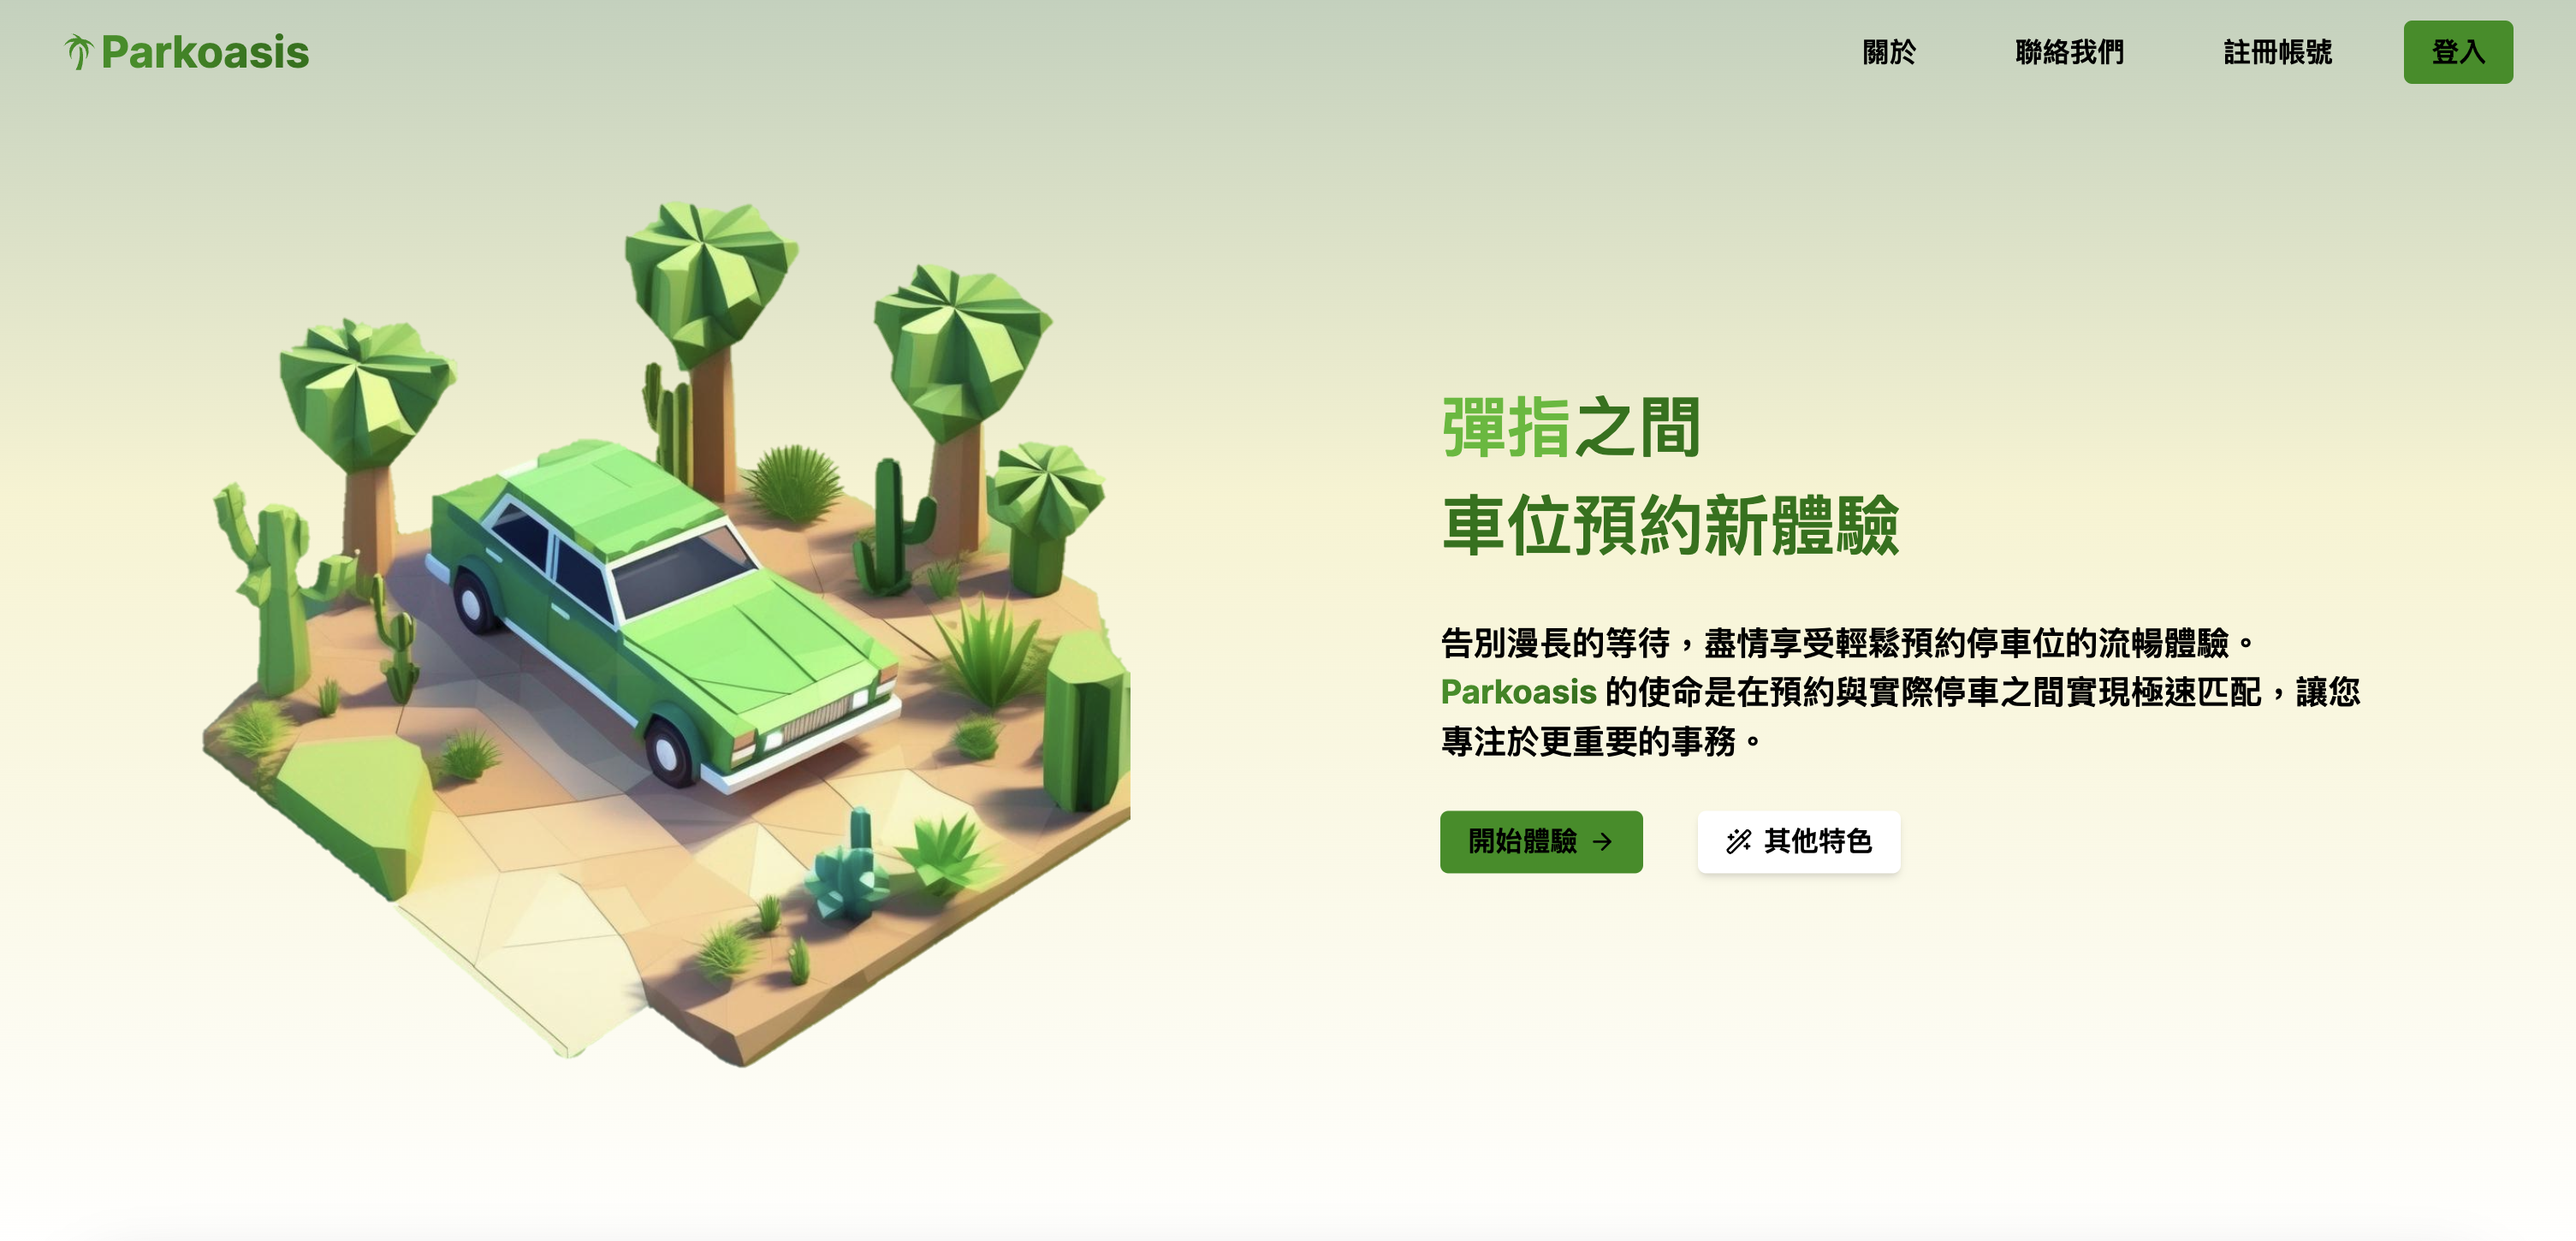 Parkoasis
關於
聯絡我們
註冊帳號
登入
彈指之間
車位預約新體驗
告別漫長的等待，盡情享受輕鬆預約停車位的流暢體驗。
Parkoasis 的使命是在預約與實際停車之間實現極速匹配，讓您
專注於更重要的事務。
開始體驗 →
其他特色